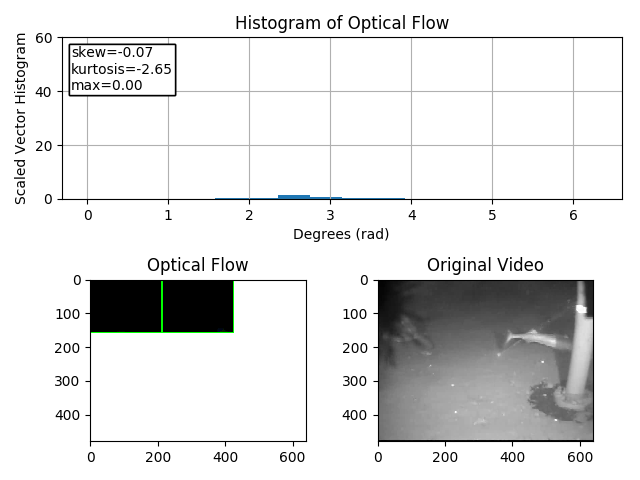 Histogram of Optical Flow
60
40
20
0
Scaled Vector Histogram
skew=-0.07
kurtosis=-2.65
max=0.00
0 1 2 3 4 5 6
Degrees (rad)
Optical Flow
0
100
200
300
400
0 200 400 600
Original Video
0
100
200
300
400
0 200 400 600